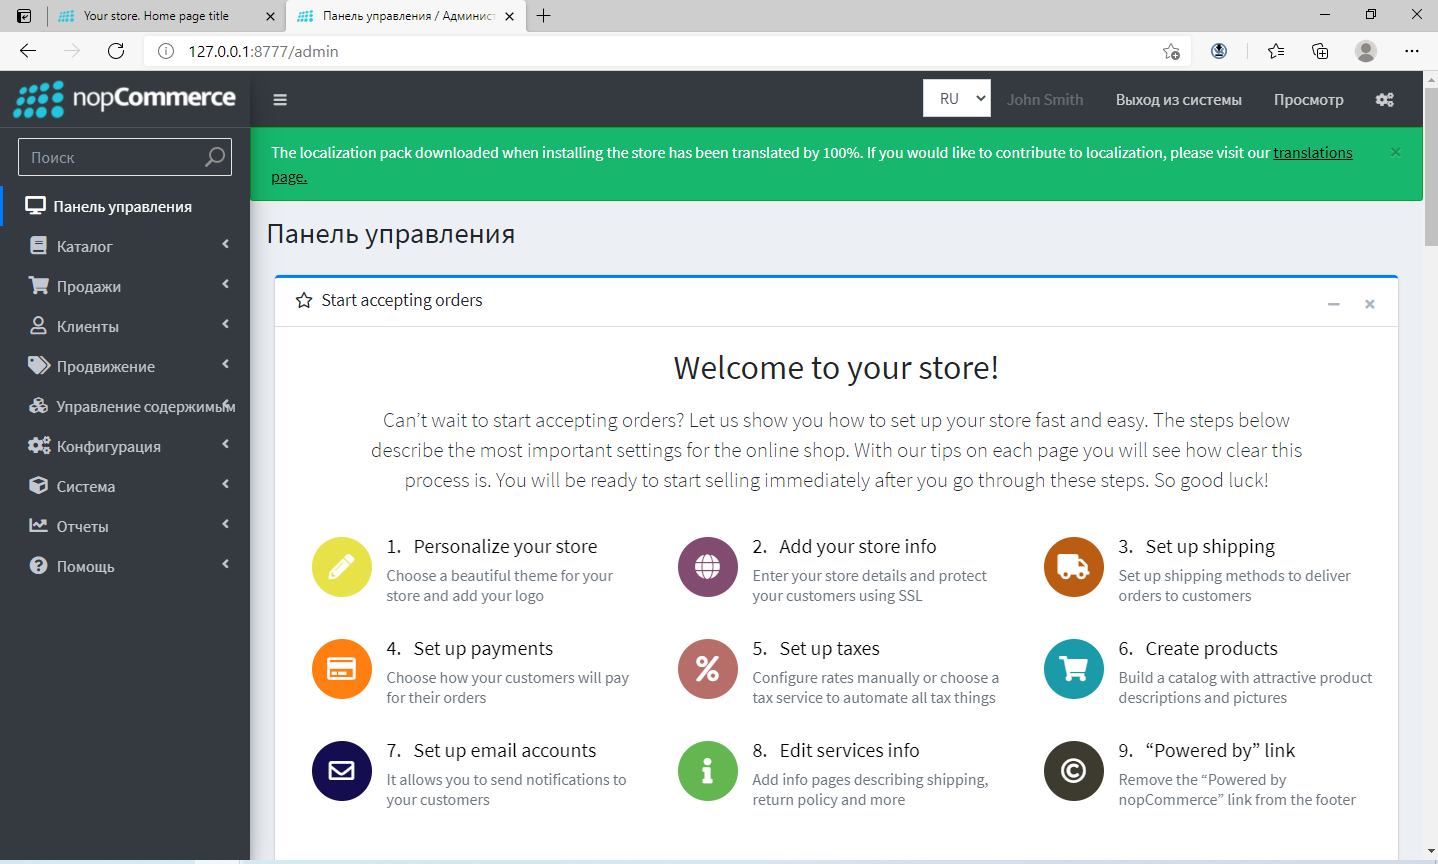 Your store. Home page title
Панель управления / Админист
127.0.0.1:8777/admin
nopCommerce
RU
John Smith
Выход из системы
Просмотр
Поиск
The localization pack downloaded when installing the store has been translated by 100%. If you would like to contribute to localization, please visit our translations
page.
Панель управления
Каталог
Продажи
Клиенты
Продвижение
Управление содержимым
Конфигурация
Система
Отчеты
Помощь
Панель управления
Start accepting orders
Welcome to your store!
Can’t wait to start accepting orders? Let us show you how to set up your store fast and easy. The steps below
describe the most important settings for the online shop. With our tips on each page you will see how clear this
process is. You will be ready to start selling immediately after you go through these steps. So good luck!
1. Personalize your store
Choose a beautiful theme for your
store and add your logo
2. Add your store info
Enter your store details and protect
your customers using SSL
3. Set up shipping
Set up shipping methods to deliver
orders to customers
4. Set up payments
Choose how your customers will pay
for their orders
5. Set up taxes
Configure rates manually or choose a
tax service to automate all tax things
6. Create products
Build a catalog with attractive product
descriptions and pictures
7. Set up email accounts
It allows you to send notifications to
your customers
8. Edit services info
Add info pages describing shipping,
return policy and more
9. “Powered by” link
Remove the “Powered by
nopCommerce” link from the footer